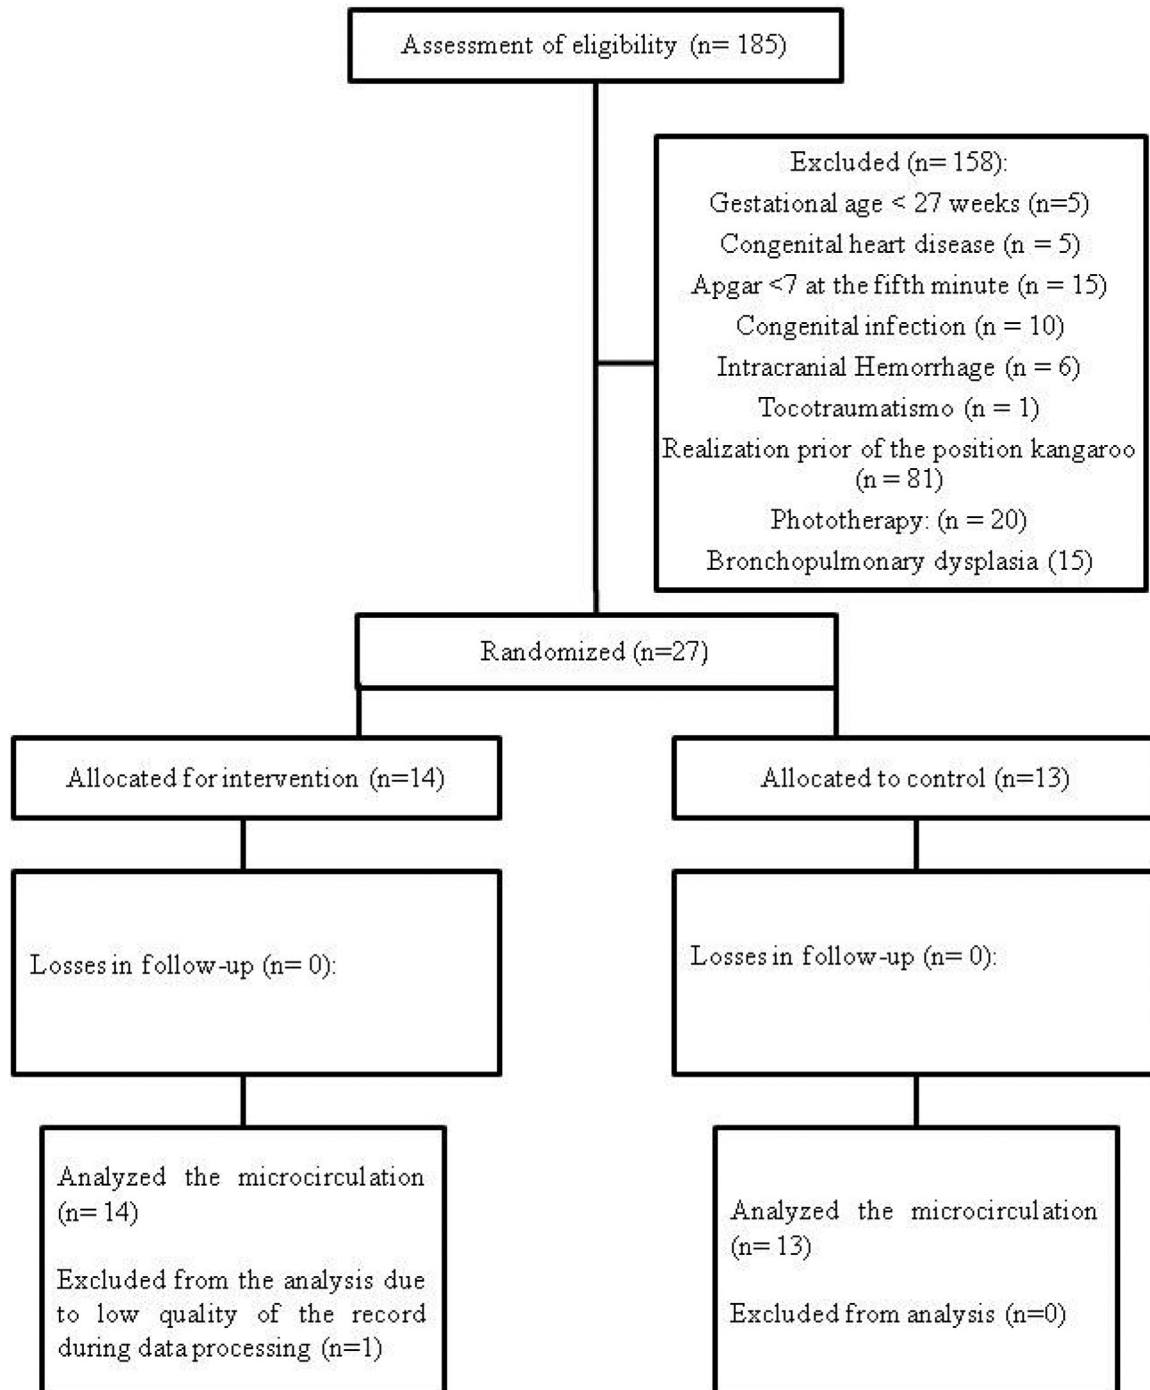 Assessment of eligibility (n= 185)
Excluded (n= 158):
Gestational age < 27 weeks (n=5)
Congenital heart disease (n = 5)
Apgar <7 at the fifth minute (n = 15)
Congenital infection (n = 10)
Intracranial Hemorrhage (n = 6)
Tocotraumatismo (n = 1)
Realization prior of the position kangaroo
(n = 81)
Phototherapy: (n = 20)
Bronchopulmonary dysplasia (15)
Randomized (n=27)
Allocated for intervention (n=14)
Allocated to control (n=13)
Losses in follow-up (n= 0):
Losses in follow-up (n= 0):
Analyzed the microcirculation
(n= 14)
Excluded from the analysis due
to low quality of the record
during data processing (n=1)
Analyzed the microcirculation
(n= 13)
Excluded from analysis (n=0)